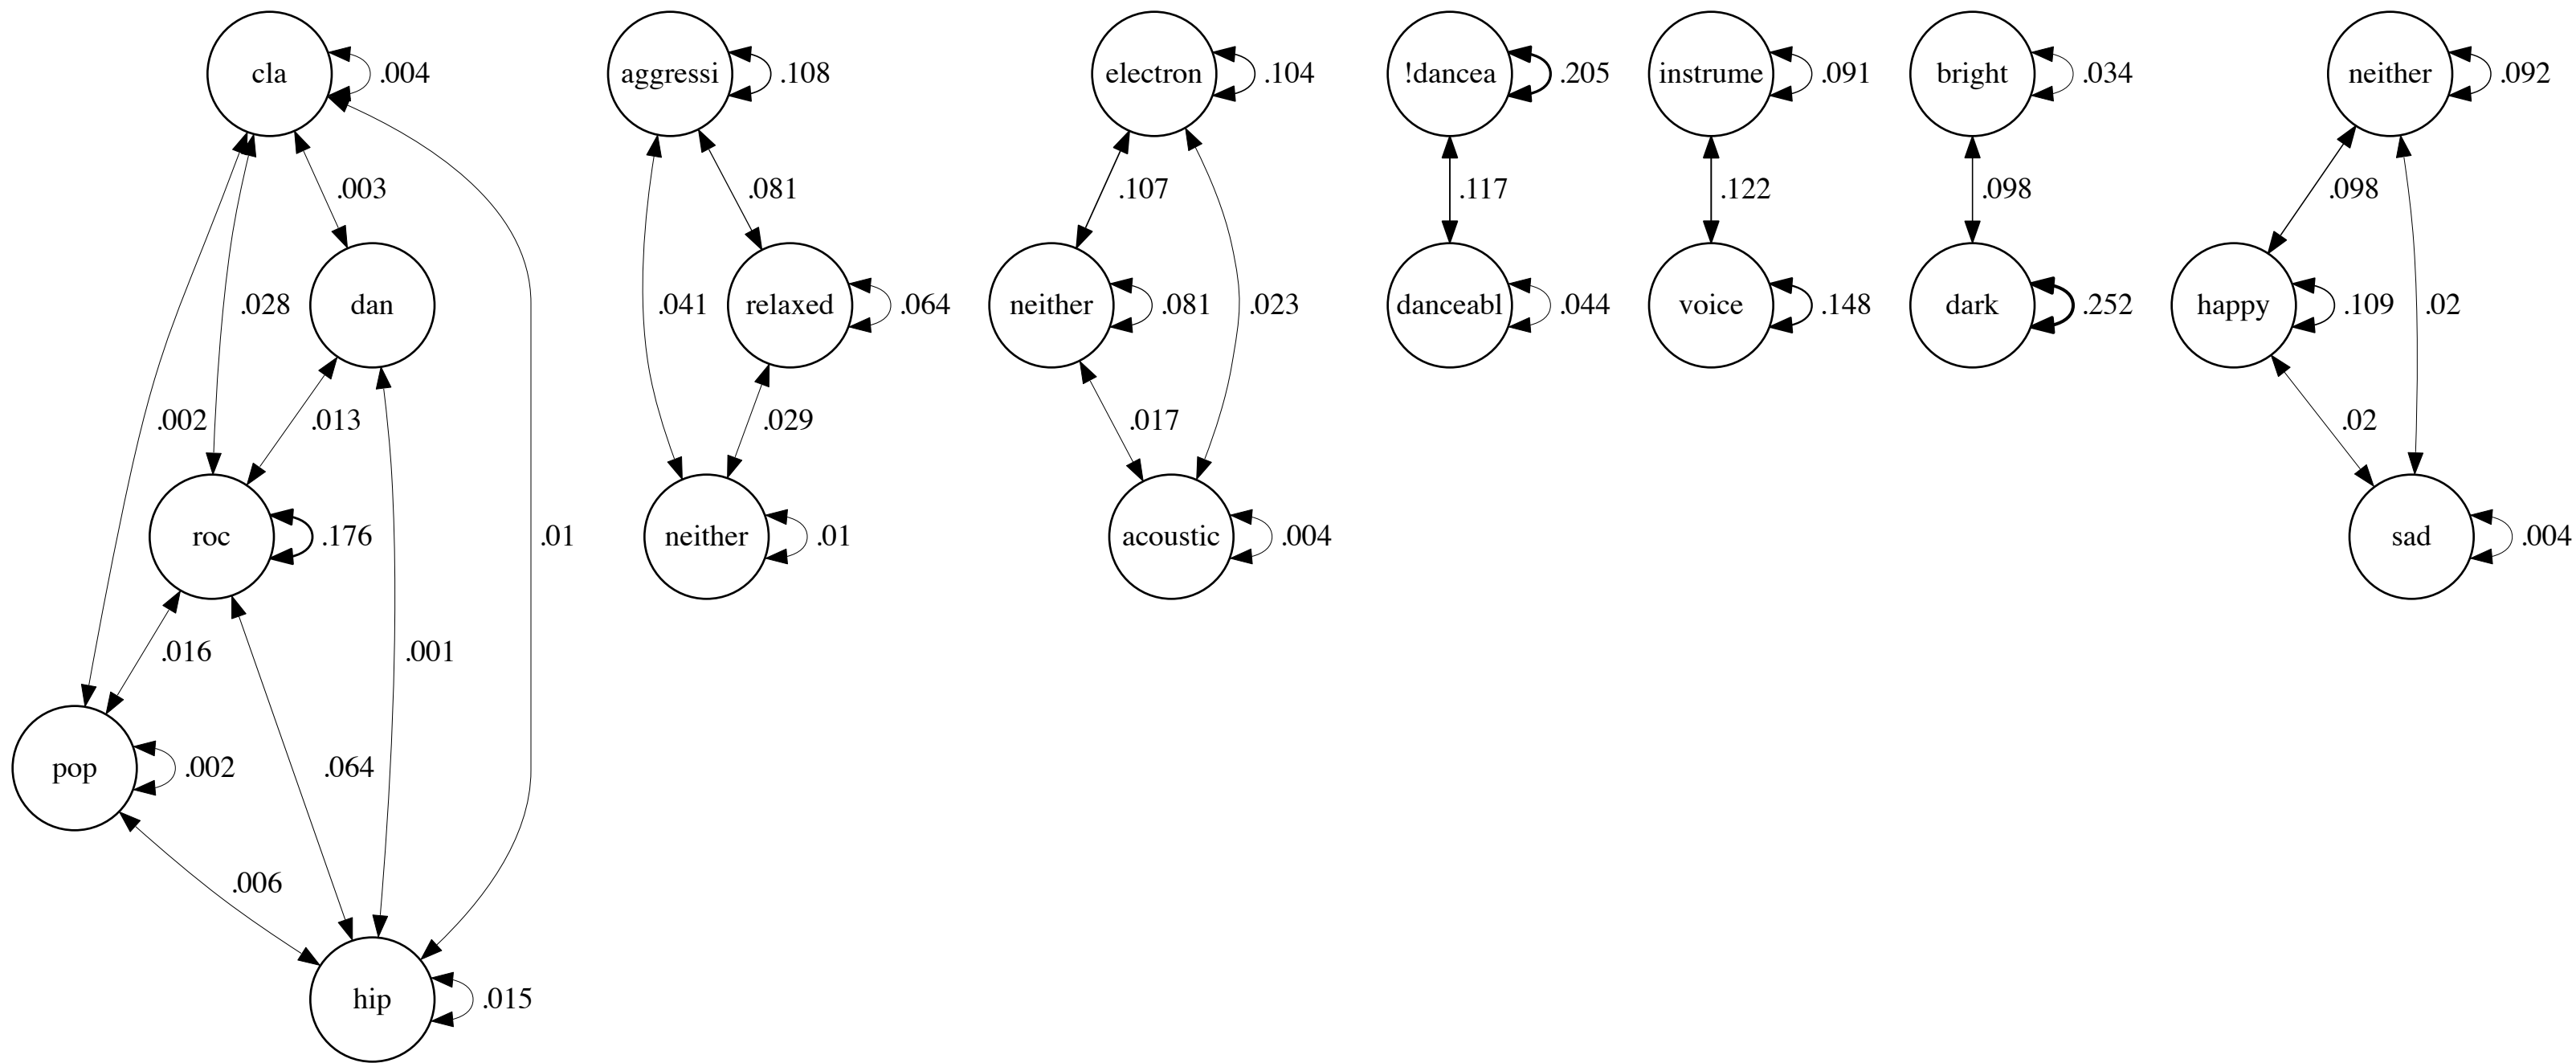 cla
.004
aggressi
.108
electron
.104
!dancea
.205
instrume
.091
bright
.034
neither
.092
.003
.081
.107
.117
.122
.098
.098
.028
dan
.041
relaxed
.064
neither
.081
.023
danceabl
.044
voice
.148
dark
.252
happy
.109
.02
.002
.013
.029
.017
.02
roc
.176
.01
neither
.01
acoustic
.004
sad
.004
.016
.001
pop
.002
.064
.006
hip
.015